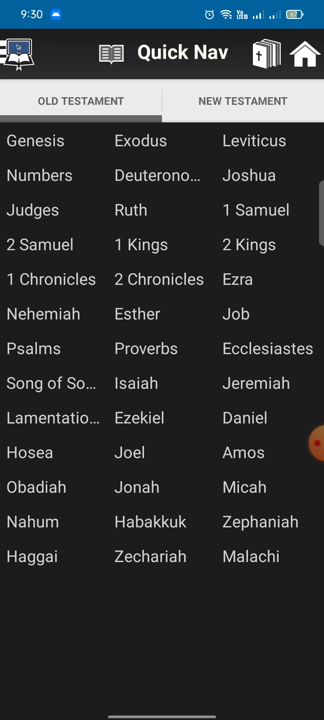 9:30
Quick Nav
OLD TESTAMENT NEW TESTAMENT
Genesis Exodus Leviticus
Numbers Deuterono... Joshua
Judges Ruth 1 Samuel
2 Samuel 1 Kings 2 Kings
1 Chronicles 2 Chronicles Ezra
Nehemiah Esther Job
Psalms Proverbs Ecclesiastes
Song of So... Isaiah Jeremiah
Lamentatio... Ezekiel Daniel
Hosea Joel Amos
Obadiah Jonah Micah
Nahum Habakkuk Zephaniah
Haggai Zechariah Malachi